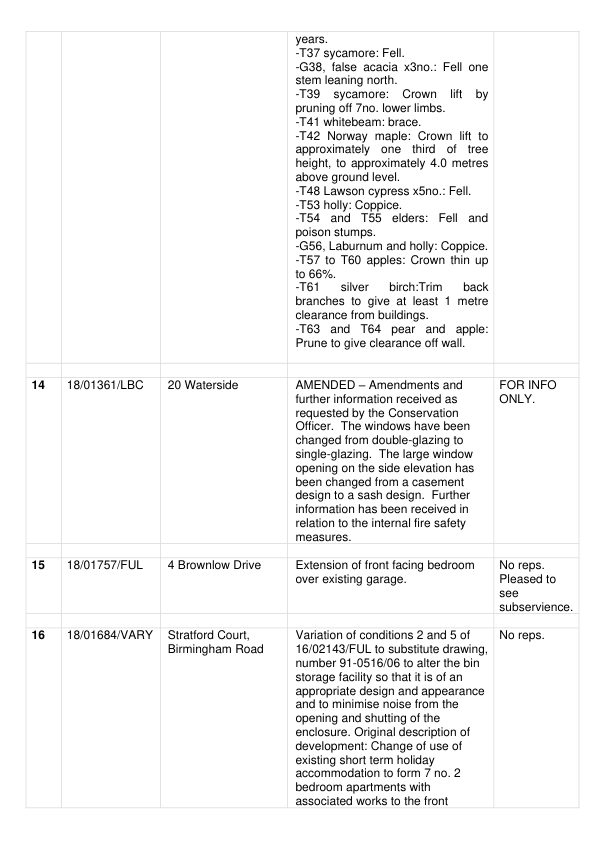 years.
-T37 sycamore: Fell.
-G38, false acacia x3no.: Fell one
stem leaning north.
-T39 sycamore: Crown lift by
pruning off 7no. lower limbs.
-T41 whitebeam: brace.
-T42 Norway maple: Crown lift to
approximately one third of tree
height, to approximately 4.0 metres
above ground level.
-T48 Lawson cypress x5no.: Fell.
-T53 holly: Coppice.
-T54 and T55 elders: Fell and
poison stumps.
-G56, Laburnum and holly: Coppice.
-T57 to T60 apples: Crown thin up
to 66%.
-T61 silver birch:Trim back
branches to give at least 1 metre
clearance from buildings.
-T63 and T64 pear and apple:
Prune to give clearance off wall.
14 18/01361/LBC 20 Waterside AMENDED – Amendments and FOR INFO
further information received as ONLY.
requested by the Conservation
Officer. The windows have been
changed from double-glazing to
single-glazing. The large window
opening on the side elevation has
been changed from a casement
design to a sash design. Further
information has been received in
relation to the internal fire safety
measures.
15 18/01757/FUL 4 Brownlow Drive Extension of front facing bedroom No reps.
over existing garage. Pleased to
see
subservience.
16 18/01684/VARY Stratford Court, Variation of conditions 2 and 5 of No reps.
Birmingham Road 16/02143/FUL to substitute drawing,
number 91-0516/06 to alter the bin
storage facility so that it is of an
appropriate design and appearance
and to minimise noise from the
opening and shutting of the
enclosure. Original description of
development: Change of use of
existing short term holiday
accommodation to form 7 no. 2
bedroom apartments with
associated works to the front